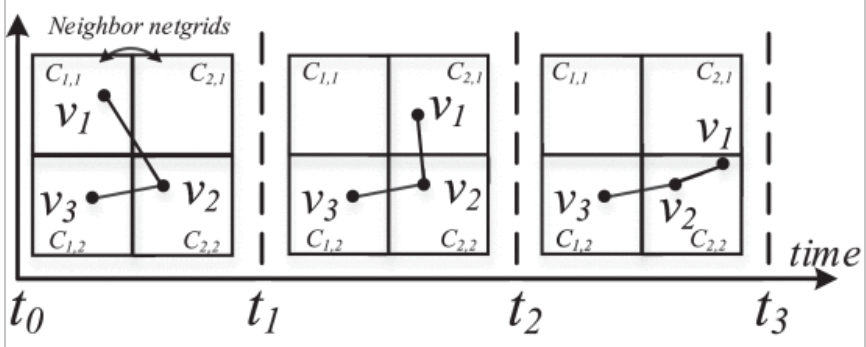 Neighbor netgrids
C1,1 C2,1 C1,1 C2,1 C1,1 C2,1
v1 v1 v1
v3 v2 v3 v2 v3 v2
C1,2 C2,2 C1,2 C2,2 C1,2 C2,2
time
t0 t1 t2 t3